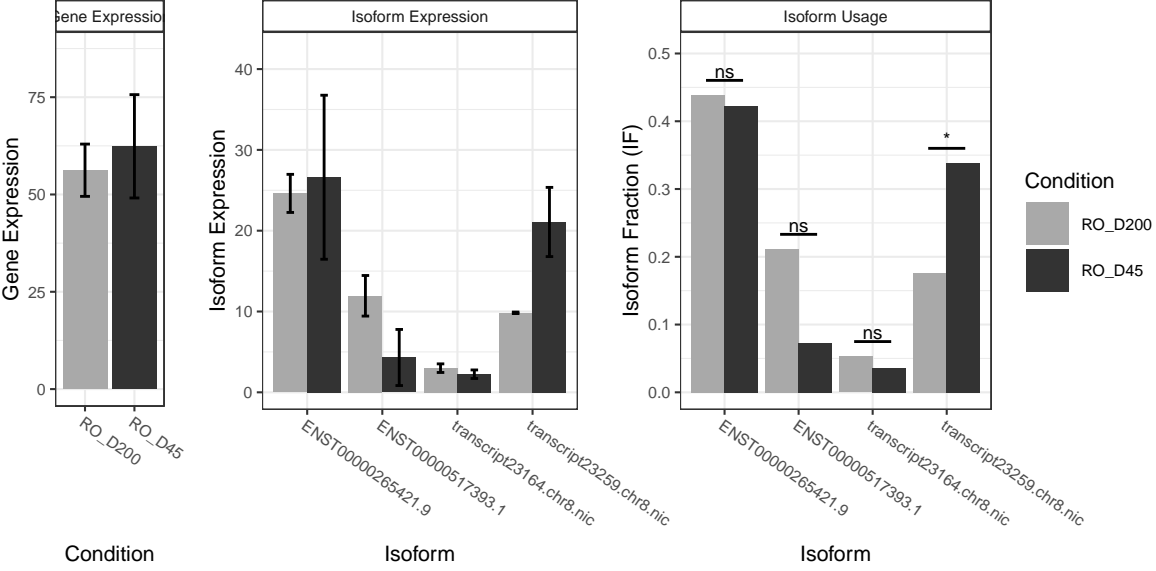 Gene Expression
Isoform Expression
Isoform Usage
Gene Expression
75
50
25
0
RO_D200
RO_D45
Condition
Isoform Expression
40
30
20
10
0
ENST00000265421.9
ENST00000517393.1
transcript23164.chr8.nic
transcript23259.chr8.nic
Isoform
Isoform Fraction (IF)
0.5
0.4
0.3
0.2
0.1
0.0
ns
ns
ns
*
ENST00000265421.9
ENST00000517393.1
transcript23164.chr8.nic
transcript23259.chr8.nic
Isoform
Condition
RO_D200
RO_D45